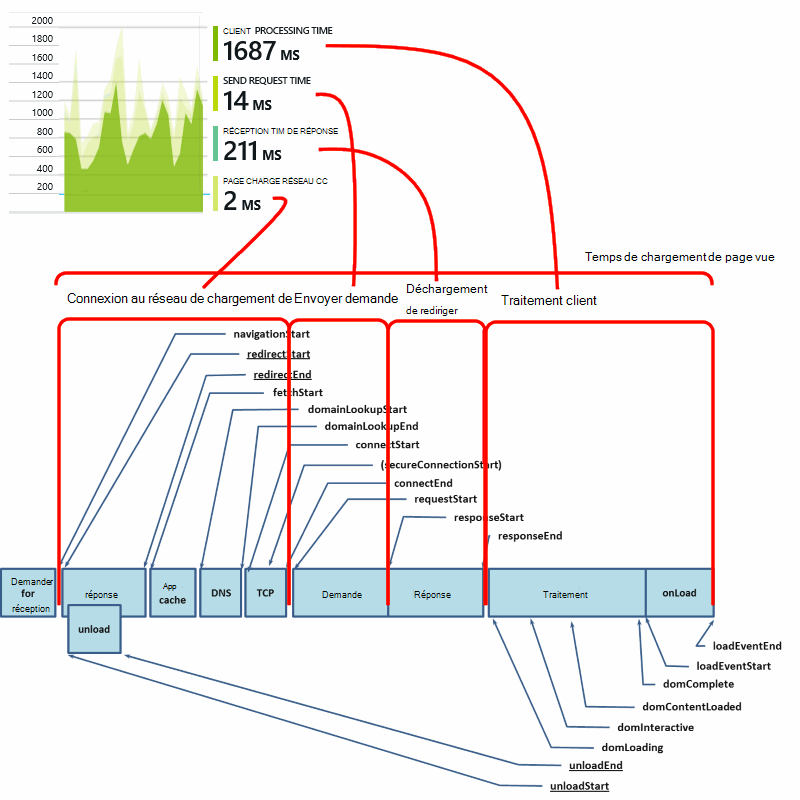 2000
1800
1600
1400
1200
1000
800
600
400
200
CLIENT PROCESSING TIME
1687 MS
SEND REQUEST TIME
14 MS
RÉCEPTION TIM DE RÉPONSE
211 MS
PAGE CHARGE RÉSEAU CC
2 MS
Temps de chargement de page vue
Connexion au réseau de chargement de Envoyer demande
Déchargement
de rediriger
Traitement client
navigationStart
redirectStart
redirectEnd
fetchStart
domainLookupStart
domainLookupEnd
connectStart
(secureConnectionStart)
connectEnd
requestStart
responseStart
responseEnd
Demander
for
réception
réponse
App
cache
DNS
TCP
Demande
Réponse
Traitement
onLoad
unload
loadEventEnd
loadEventStart
domComplete
domContentLoaded
domInteractive
domLoading
unloadEnd
unloadStart